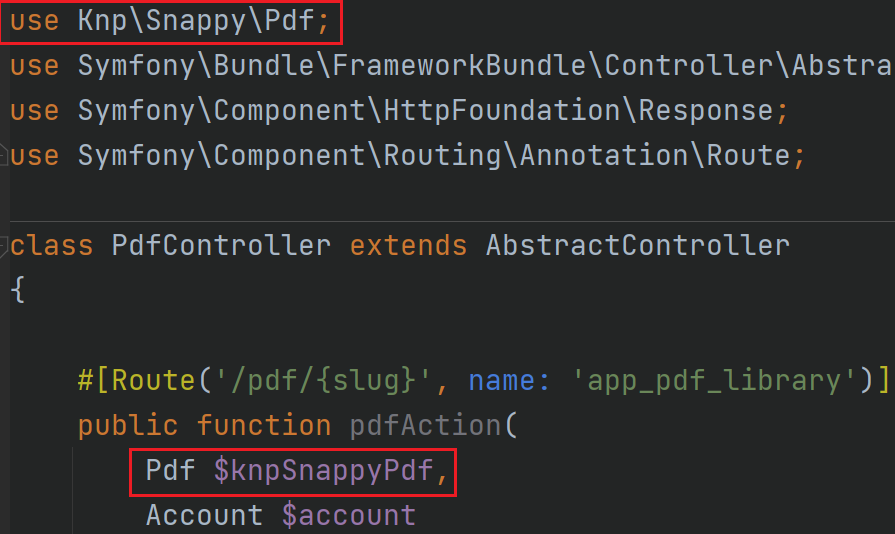 use Knp\Snappy\Pdf;
use Symfony\Bundle\FrameworkBundle\Controller\Abstra
use Symfony\Component\HttpFoundation\Response;
use Symfony\Component\Routing\Annotation\Route;
class PdfController extends AbstractController
{
#[Route('/pdf/{slug}', name: 'app_pdf_library')]
public function pdfAction(
Pdf $knpSnappyPdf,
Account $account